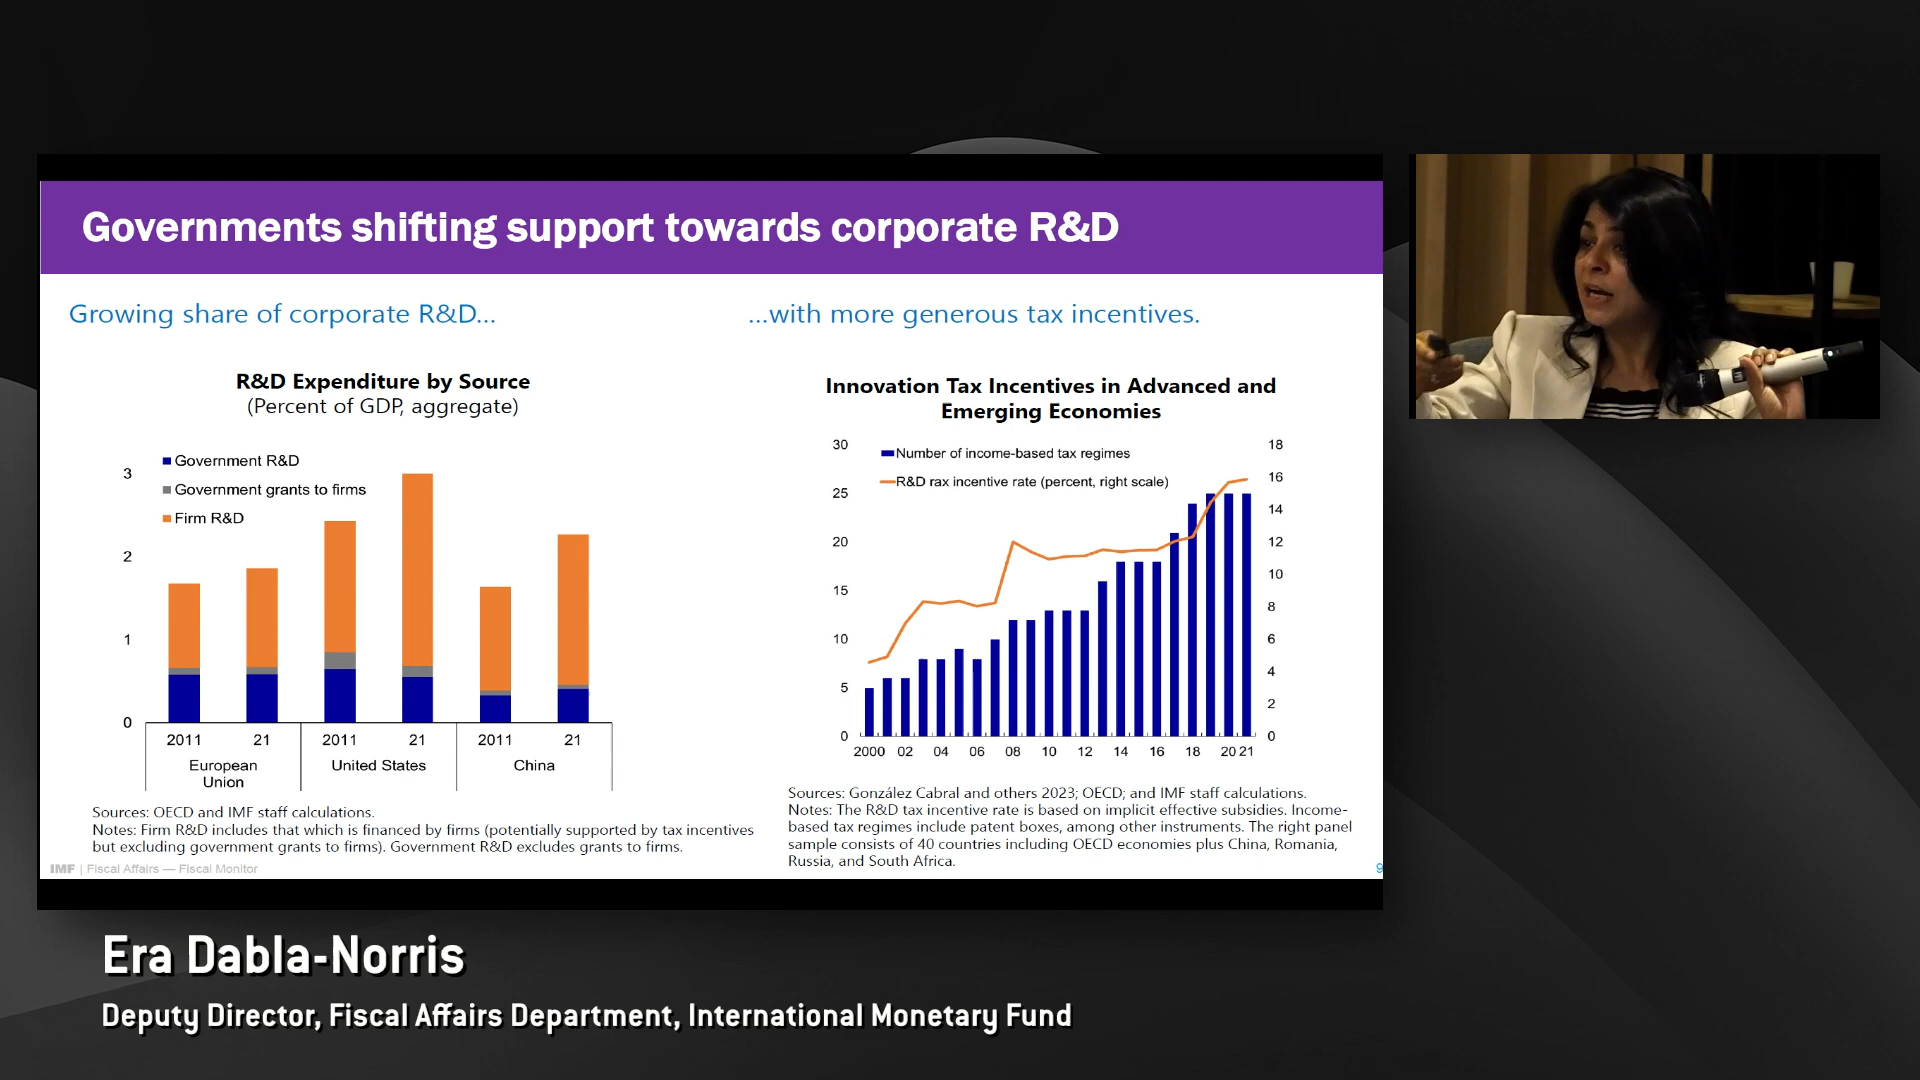 Governments shifting support towards corporate R&D
Growing share of corporate R&D...
R&D Expenditure by Source
(Percent of GDP, aggregate)
Government R&D
Government grants to firms
Firm R&D
3
2
1
0
2011 21 2011 21 2011 21
European Union United States China
Sources: OECD and IMF staff calculations.
Notes: Firm R&D includes that which is financed by firms (potentially supported by tax incentives
but excluding government grants to firms). Government R&D excludes grants to firms.
...with more generous tax incentives.
Innovation Tax Incentives in Advanced and
Emerging Economies
Number of income-based tax regimes
R&D rax incentive rate (percent, right scale)
30
25
20
15
10
5
0
18
16
14
12
10
8
6
4
2
0
2000 02 04 06 08 10 12 14 16 18 20 21
Sources: González Cabral and others 2023; OECD; and IMF staff calculations.
Notes: The R&D tax incentive rate is based on implicit effective subsidies. Income-
based tax regimes include patent boxes, among other instruments. The right panel
sample consists of 40 countries including OECD economies plus China, Romania,
Russia, and South Africa.
IMF | Fiscal Affairs — Fiscal Monitor
9
Era Dabla-Norris
Deputy Director, Fiscal Affairs Department, International Monetary Fund